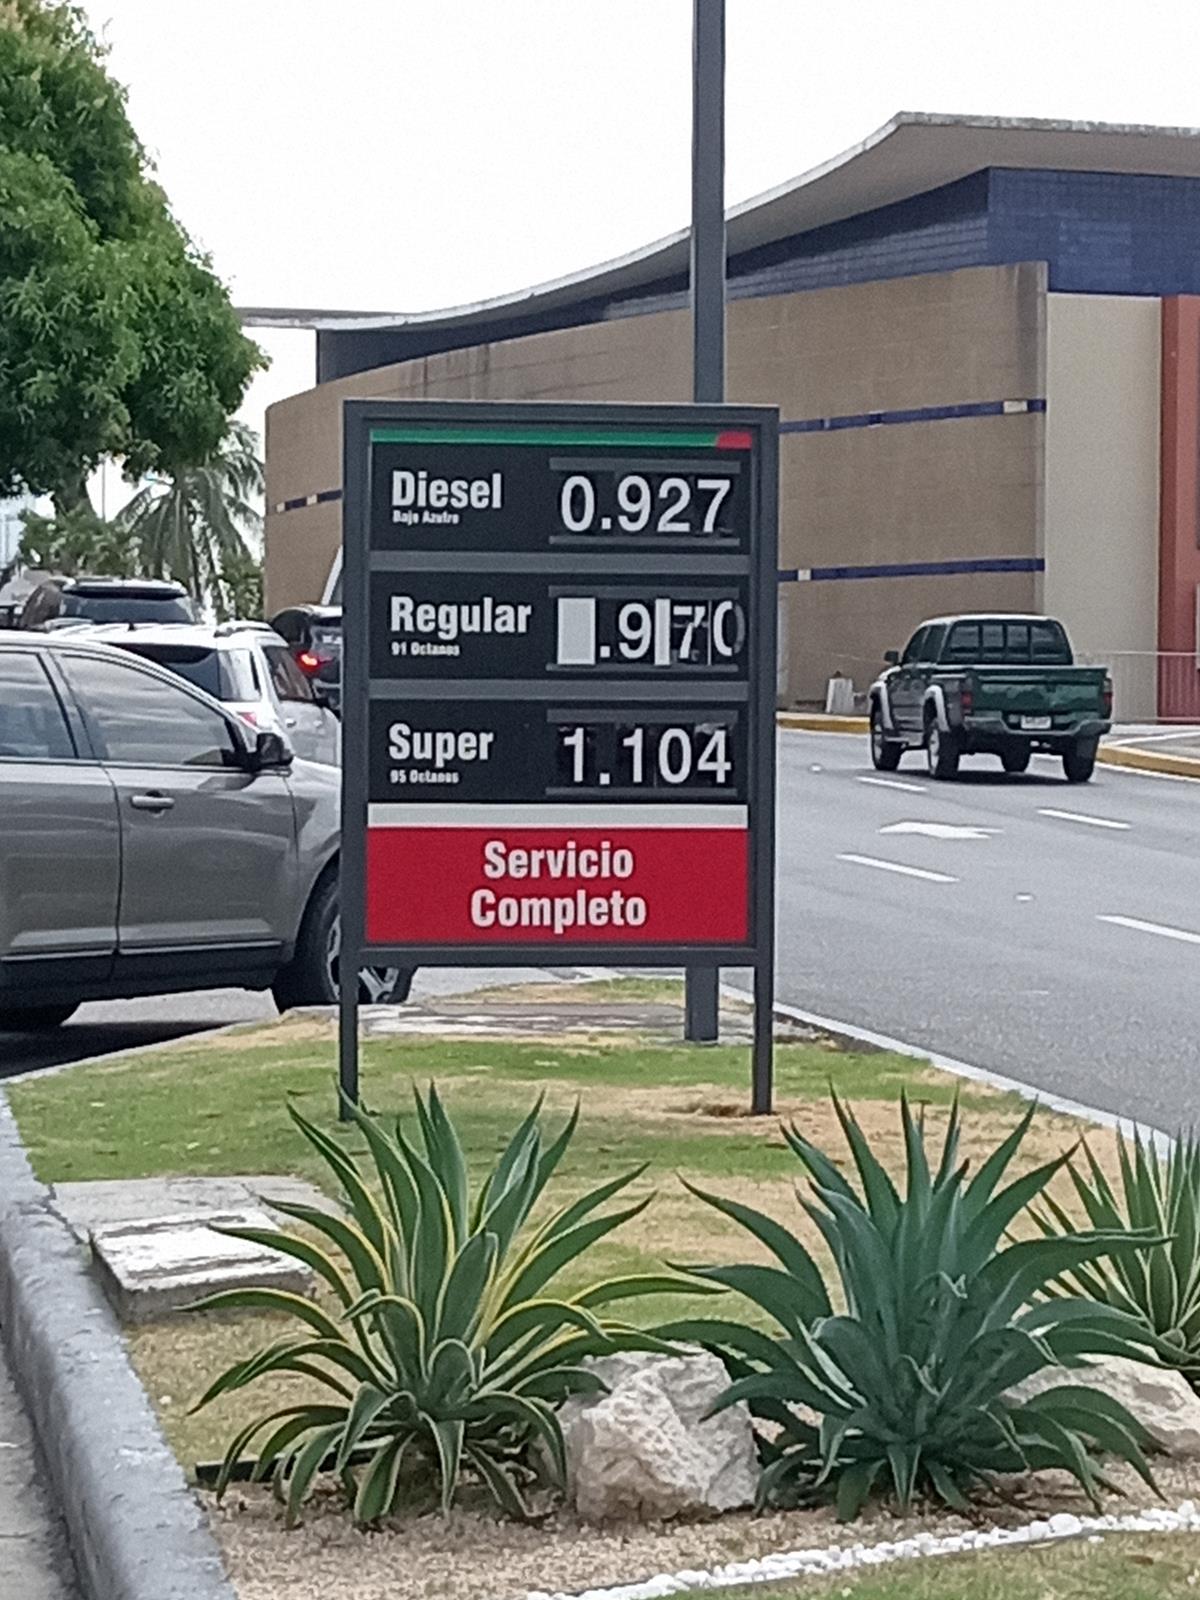 Diesel 0.927
Bajo Azufre
Regular .970
91 Octanos
Super 1.104
95 Octanos
Servicio
Completo